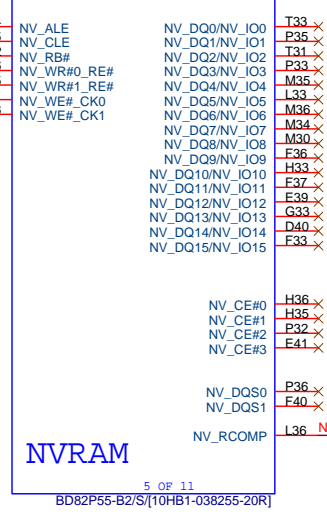 NV_ALE NV_DQ0/NV_IO0 T33
NV_CLE NV_DQ1/NV_IO1 P35
NV_RB# NV_DQ2/NV_IO2 T31
NV_WR#0_RE# NV_DQ3/NV_IO3 P33
NV_WR#1_RE# NV_DQ4/NV_IO4 M35
NV_WE#_CK0 NV_DQ5/NV_IO5 L33
NV_WE#_CK1 NV_DQ6/NV_IO6 M36
NV_DQ7/NV_IO7 M34
NV_DQ8/NV_IO8 M30
NV_DQ9/NV_IO9 F36
NV_DQ10/NV_IO10 H33
NV_DQ11/NV_IO11 F37
NV_DQ12/NV_IO12 E39
NV_DQ13/NV_IO13 G33
NV_DQ14/NV_IO14 D40
NV_DQ15/NV_IO15 F33
NV_CE#0 H36
NV_CE#1 H35
NV_CE#2 P32
NV_CE#3 E41
NV_DQS0 P36
NV_DQS1 F40
NV_RCOMP L36 N
NVRAM
5 OF 11
BD82P55-B2/S/[10HB1-038255-20R]